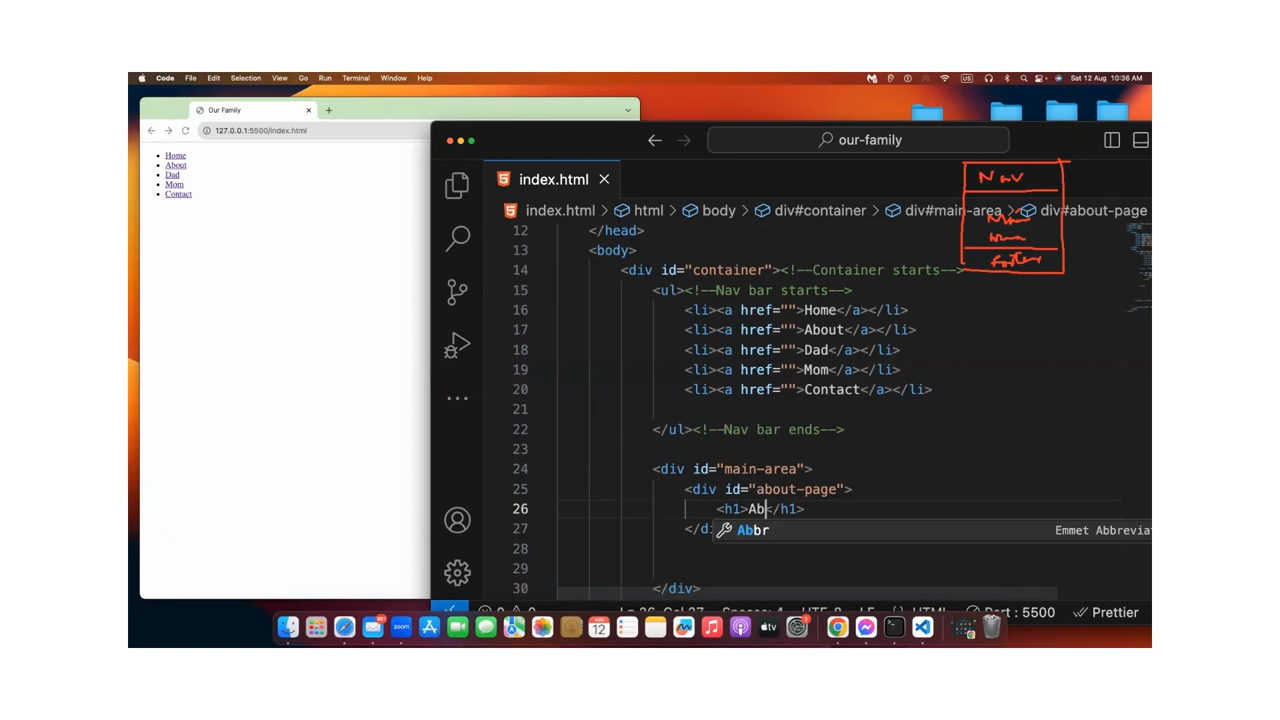 Code File Edit Selection View Go Run Terminal Window Help
US
Sat 12 Aug 10:36 AM
Our Family
127.0.0.1:5500/index.html
Home
About
Dad
Mom
Contact
our-family
index.html
index.html > html > body > div#container > div#main-area > div#about-page
Nav
Main
footer
12 </head>
13 <body>
14 <div id="container"><!--Container starts-->
15 <ul><!--Nav bar starts-->
16 <li><a href="">Home</a></li>
17 <li><a href="">About</a></li>
18 <li><a href="">Dad</a></li>
19 <li><a href="">Mom</a></li>
20 <li><a href="">Contact</a></li>
21
22 </ul><!--Nav bar ends-->
23
24 <div id="main-area">
25 <div id="about-page">
26 <h1>Ab</h1>
27 </di
Abbr Emmet Abbrevia
28
29
30 </div>
Port : 5500 Prettier
AUG
12
tv